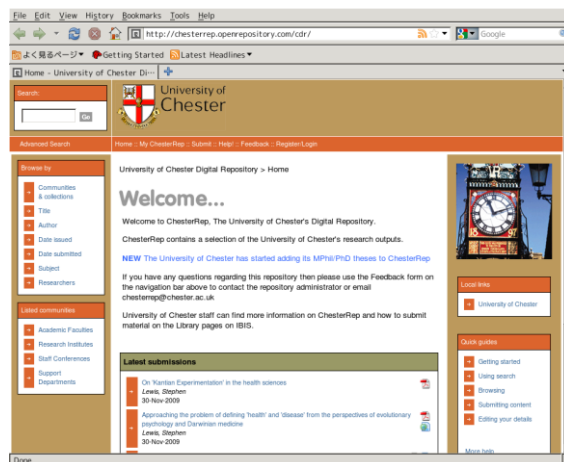 File Edit View History Bookmarks Tools Help
http://chesterrep.openrepository.com/cdr/
Google
よく見るページ Getting Started Latest Headlines
Home - University of Chester Di...
Search:
Go
University of
Chester
Advanced Search
Home :: My ChesterRep :: Submit :: Help! :: Feedback :: Register/Login
Browse by
Communities
& collections
Title
Author
Date issued
Date submitted
Subject
Researchers
Listed communities
Academic Faculties
Research Institutes
Staff Conferences
Support
Departments
University of Chester Digital Repository > Home
Welcome...
Welcome to ChesterRep, The University of Chester's Digital Repository.
ChesterRep contains a selection of the University of Chester's research outputs.
NEW The University of Chester has started adding its MPhil/PhD theses to ChesterRep
If you have any questions regarding this repository then please use the Feedback form on
the navigation bar above to contact the repository administrator or email
chesterrep@chester.ac.uk
University of Chester staff can find more information on ChesterRep and how to submit
material on the Library pages on IBIS.
Latest submissions
On 'Kantian Experimentation' in the health sciences
Lewis, Stephen
30-Nov-2009
Approaching the problem of defining 'health' and 'disease' from the perspectives of evolutionary
psychology and Darwinian medicine
Lewis, Stephen
30-Nov-2009
Local links
University of Chester
Quick guides
Getting started
Using search
Browsing
Submitting content
Editing your details
More help
Done